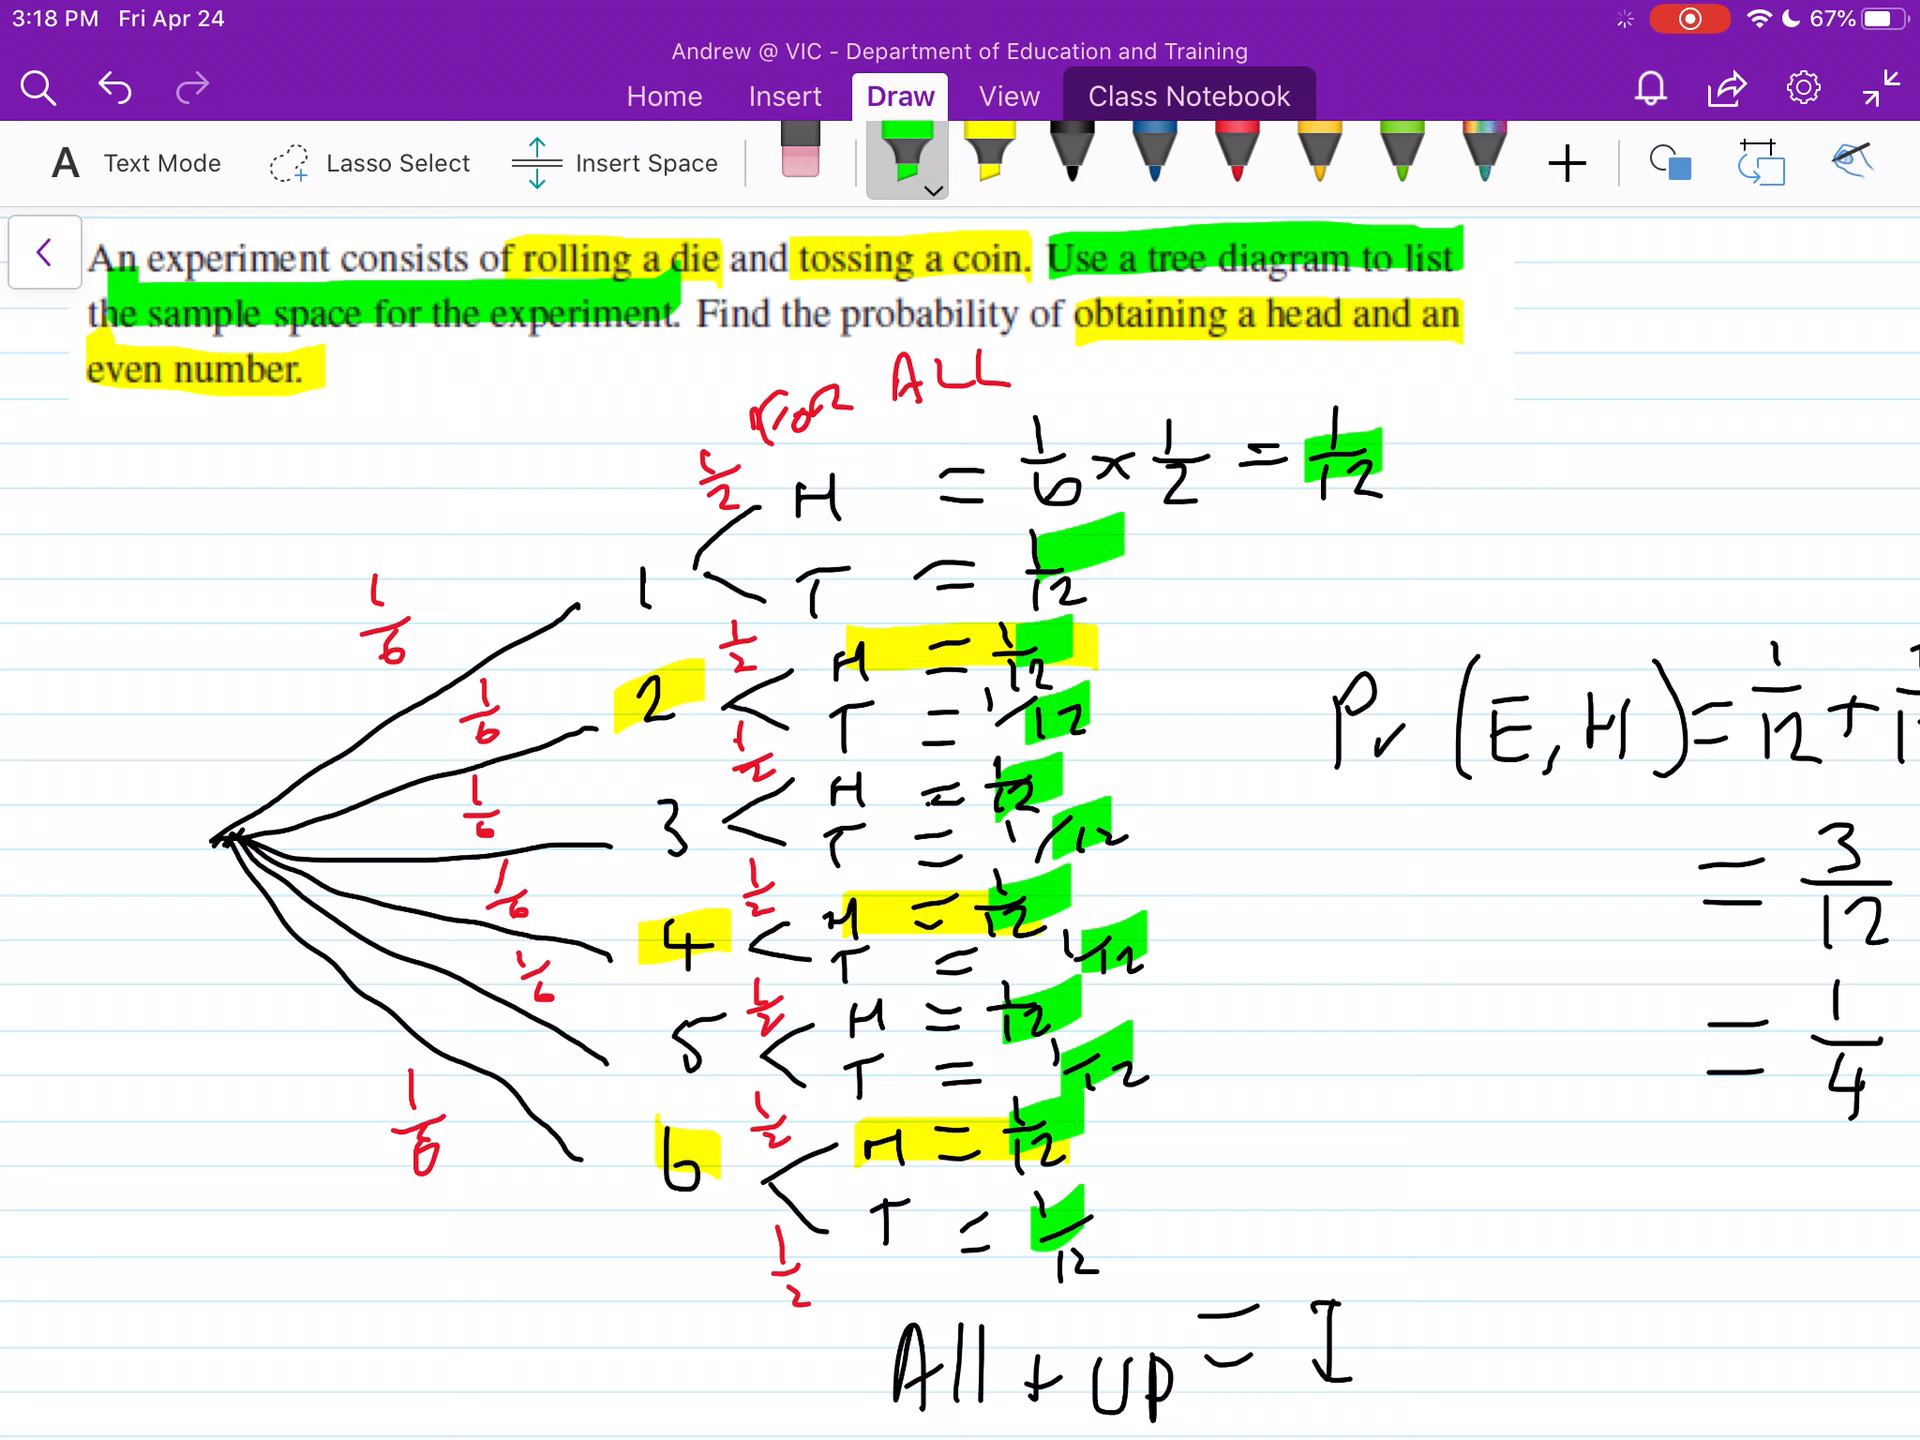 3:18 PM Fri Apr 24 67%
Andrew @ VIC - Department of Education and Training
Home Insert Draw View Class Notebook
A Text Mode Lasso Select Insert Space
An experiment consists of rolling a die and tossing a coin. Use a tree diagram to list
the sample space for the experiment. Find the probability of obtaining a head and an
even number.
FOR ALL
1/2 H = 1/6 × 1/2 = 1/12
1/6 1 T = 1/12
1/6 2 1/2 H = 1/12
T = 1/12
Pr (E, H) = 1/12 + 1
1/6 3 1/2 H = 1/12
T = 1/12
= 3/12
1/6 4 1/2 H = 1/12
T = 1/12
1/6 5 1/2 H = 1/12
T = 1/12
= 1/4
1/6 6 1/2 H = 1/12
1/2 T = 1/12
All + up = 1